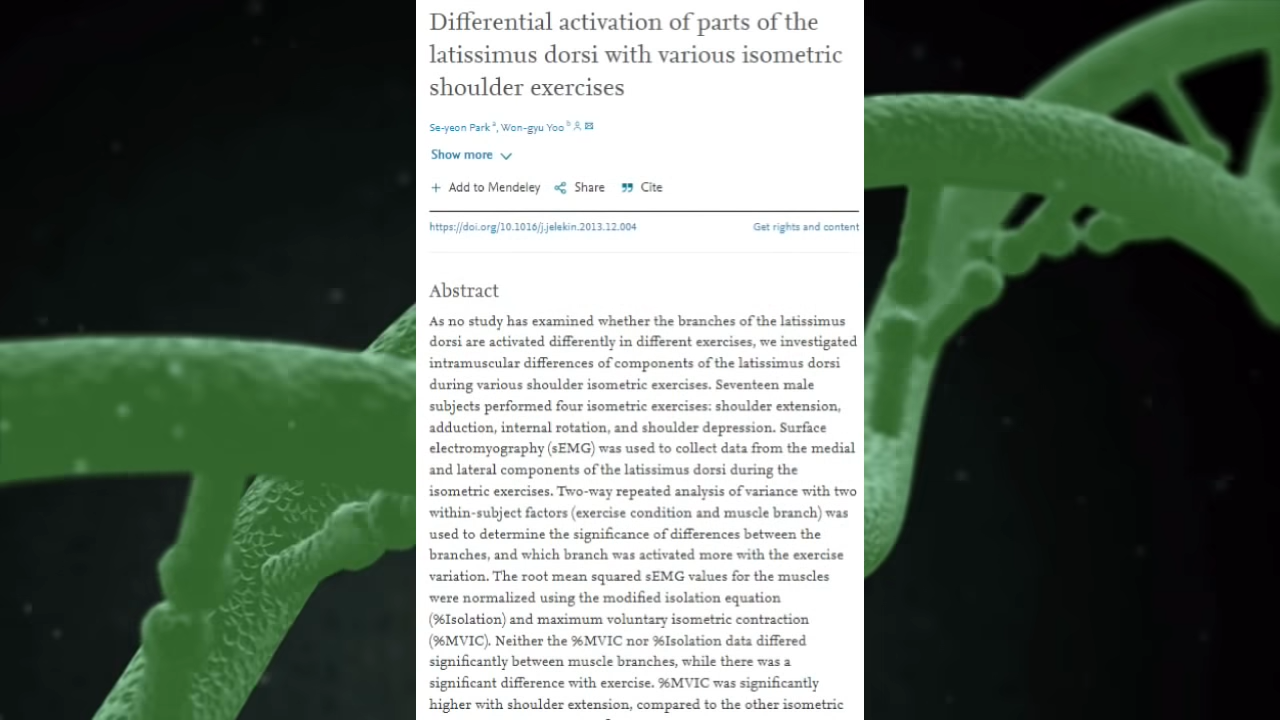 Differential activation of parts of the
latissimus dorsi with various isometric
shoulder exercises
Se-yeon Park a, Won-gyu Yoo b
Show more
+ Add to Mendeley Share Cite
https://doi.org/10.1016/j.jelekin.2013.12.004 Get rights and content
Abstract
As no study has examined whether the branches of the latissimus
dorsi are activated differently in different exercises, we investigated
intramuscular differences of components of the latissimus dorsi
during various shoulder isometric exercises. Seventeen male
subjects performed four isometric exercises: shoulder extension,
adduction, internal rotation, and shoulder depression. Surface
electromyography (sEMG) was used to collect data from the medial
and lateral components of the latissimus dorsi during the
isometric exercises. Two-way repeated analysis of variance with two
within-subject factors (exercise condition and muscle branch) was
used to determine the significance of differences between the
branches, and which branch was activated more with the exercise
variation. The root mean squared sEMG values for the muscles
were normalized using the modified isolation equation
(%Isolation) and maximum voluntary isometric contraction
(%MVIC). Neither the %MVIC nor %Isolation data differed
significantly between muscle branches, while there was a
significant difference with exercise. %MVIC was significantly
higher with shoulder extension, compared to the other isometric